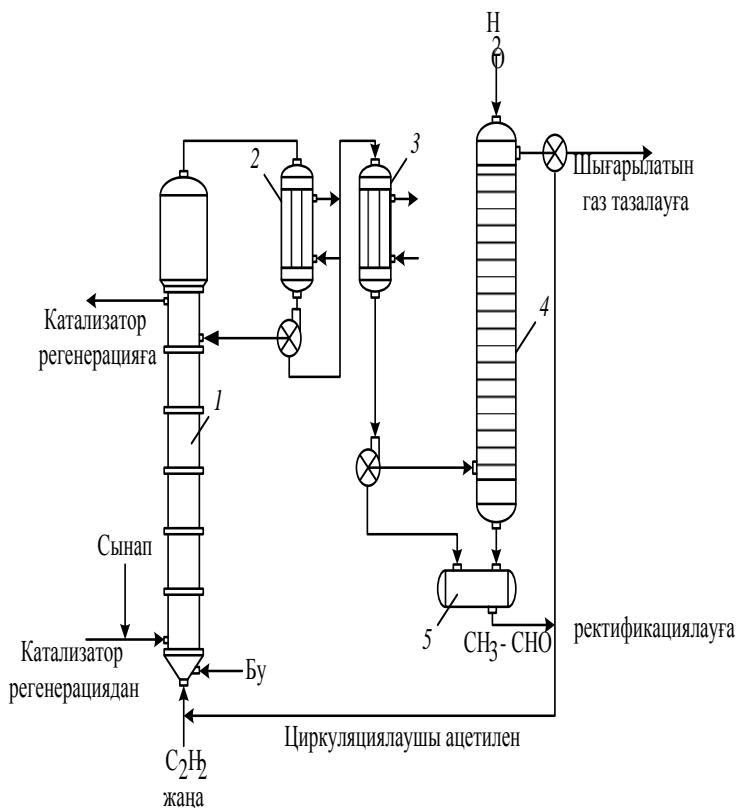 H
2
O
2
3
Шығарылатын
газ тазалауға
Катализатор
регенерацияға
4
1
Сынап
Катализатор
регенерациядан
Бу
5
CH3 - CHO
ректификациялауға
Циркуляциялаушы ацетилен
C2H2
жаңа